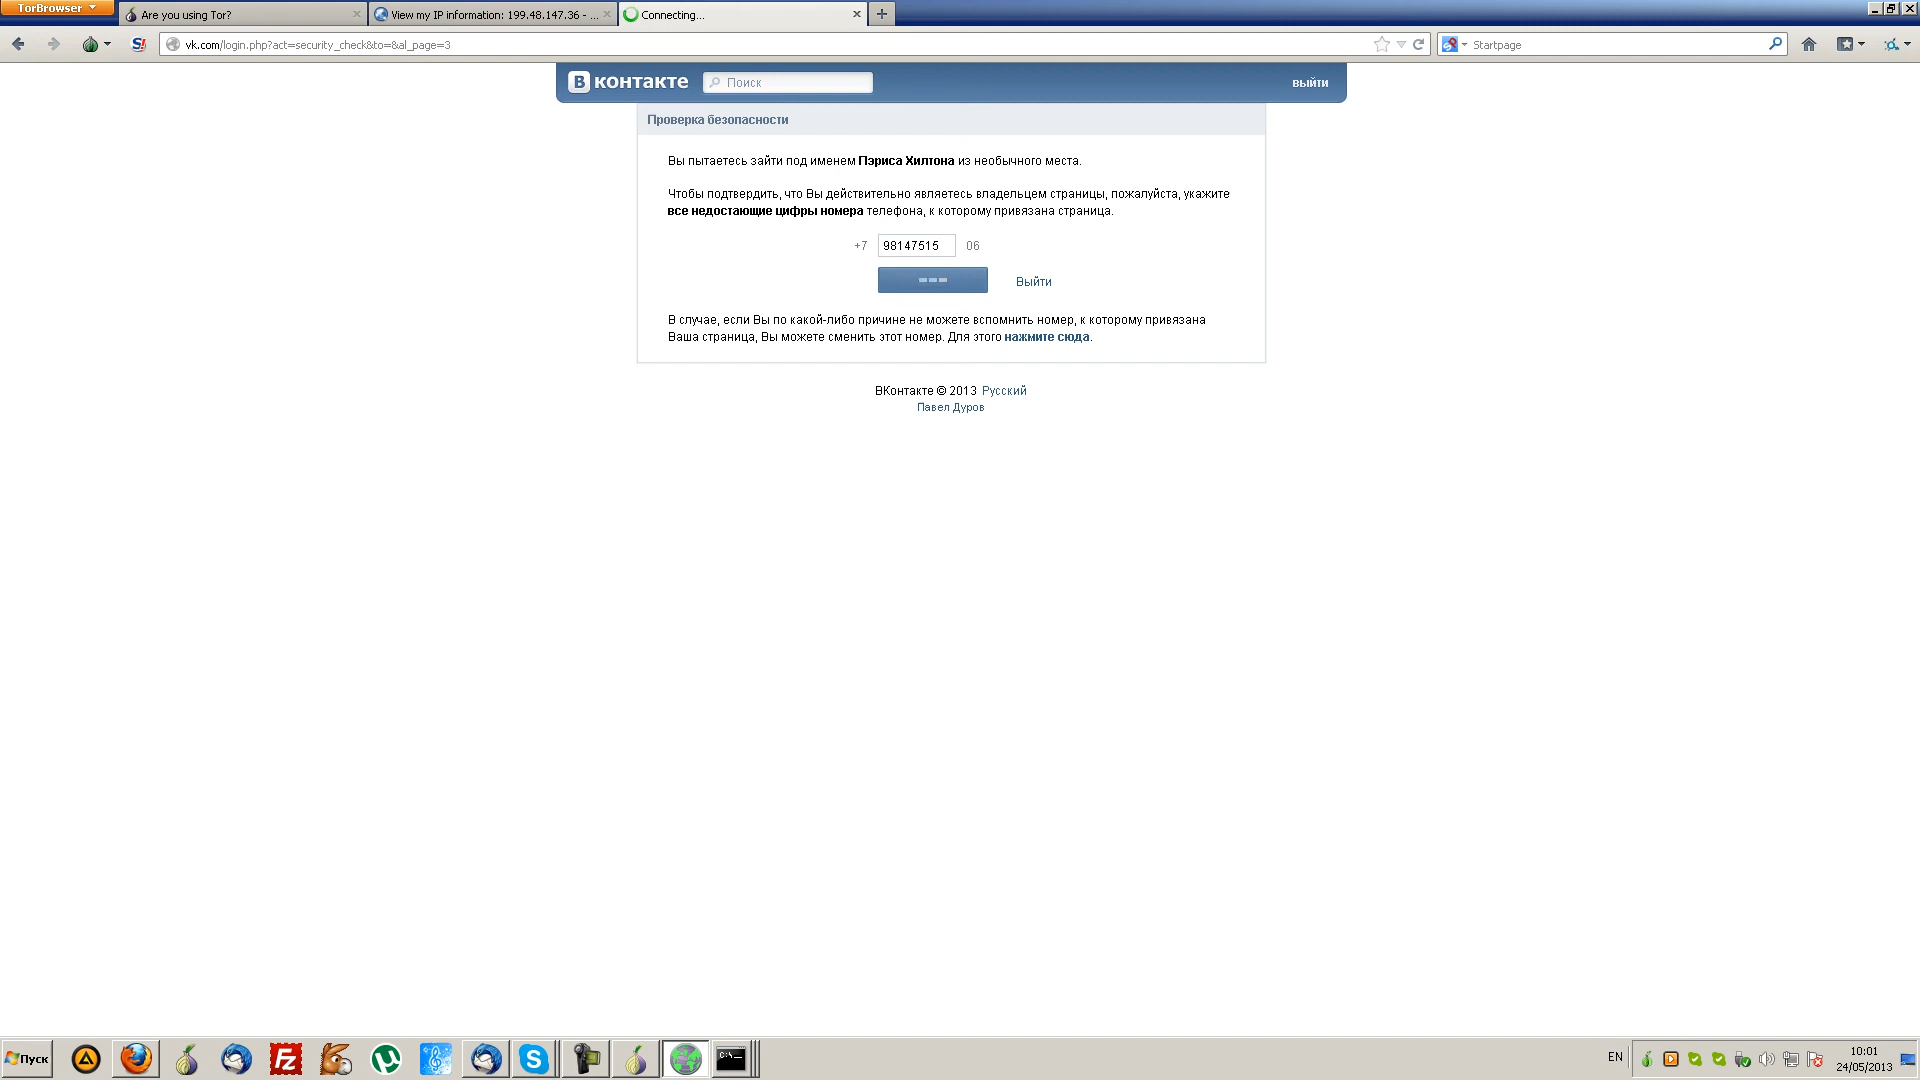 TorBrowser
Are you using Tor?
View my IP information: 199.48.147.36 - ...
Connecting...
vk.com/login.php?act=security_check&to=&al_page=3
Startpage
В контакте
Поиск
выйти
Проверка безопасности
Вы пытаетесь зайти под именем Пэриса Хилтона из необычного места.
Чтобы подтвердить, что Вы действительно являетесь владельцем страницы, пожалуйста, укажите
все недостающие цифры номера телефона, к которому привязана страница.
+7 98147515 06
Выйти
В случае, если Вы по какой-либо причине не можете вспомнить номер, к которому привязана
Ваша страница, Вы можете сменить этот номер. Для этого нажмите сюда.
ВКонтакте © 2013 Русский
Павел Дуров
Пуск
EN
10:01
24/05/2013